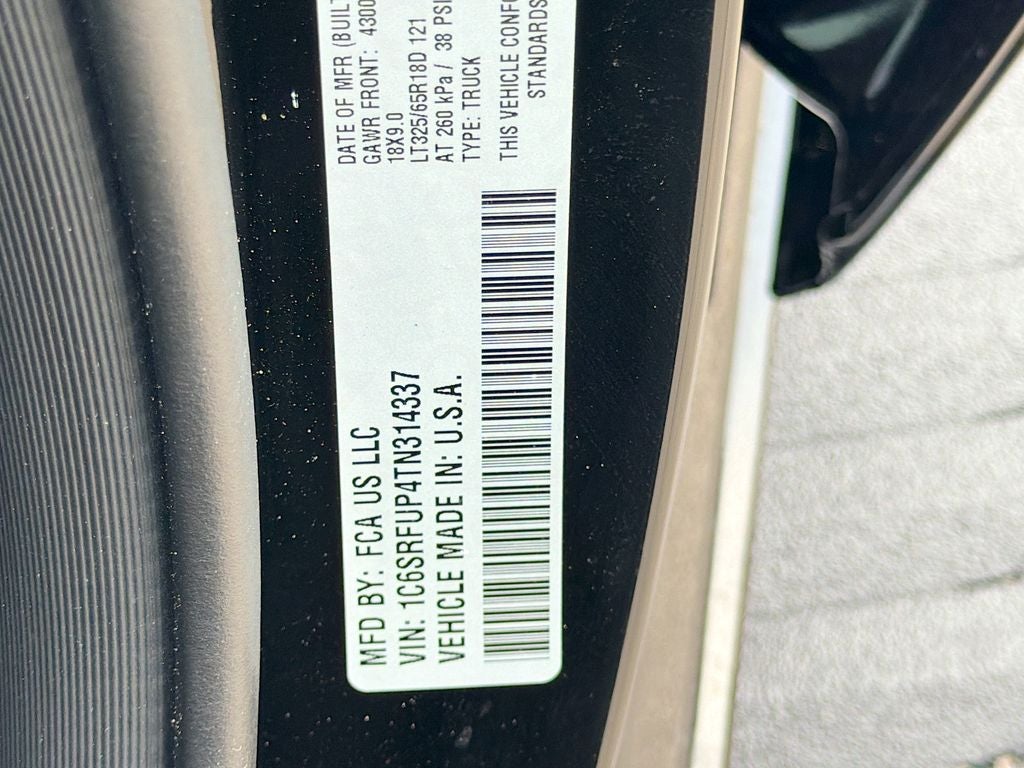 MFD BY: FCA US LLC
VIN: 1C6SRFUP4TN314337
VEHICLE MADE IN: U.S.A.
DATE OF MFR (BUILT
GAWR FRONT: 4300
18X9.0
LT325/65R18D 121
AT 260 kPa / 38 PSI
TYPE: TRUCK
THIS VEHICLE CONFO
STANDARDS